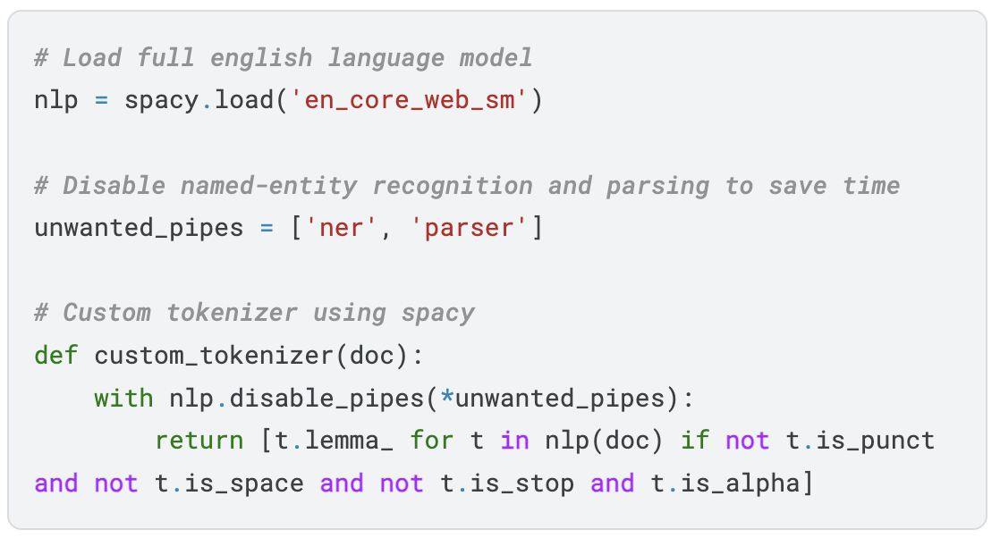 # Load full english language model
nlp = spacy.load('en_core_web_sm')
# Disable named-entity recognition and parsing to save time
unwanted_pipes = ['ner', 'parser']
# Custom tokenizer using spacy
def custom_tokenizer(doc):
    with nlp.disable_pipes(*unwanted_pipes):
        return [t.lemma_ for t in nlp(doc) if not t.is_punct
and not t.is_space and not t.is_stop and t.is_alpha]